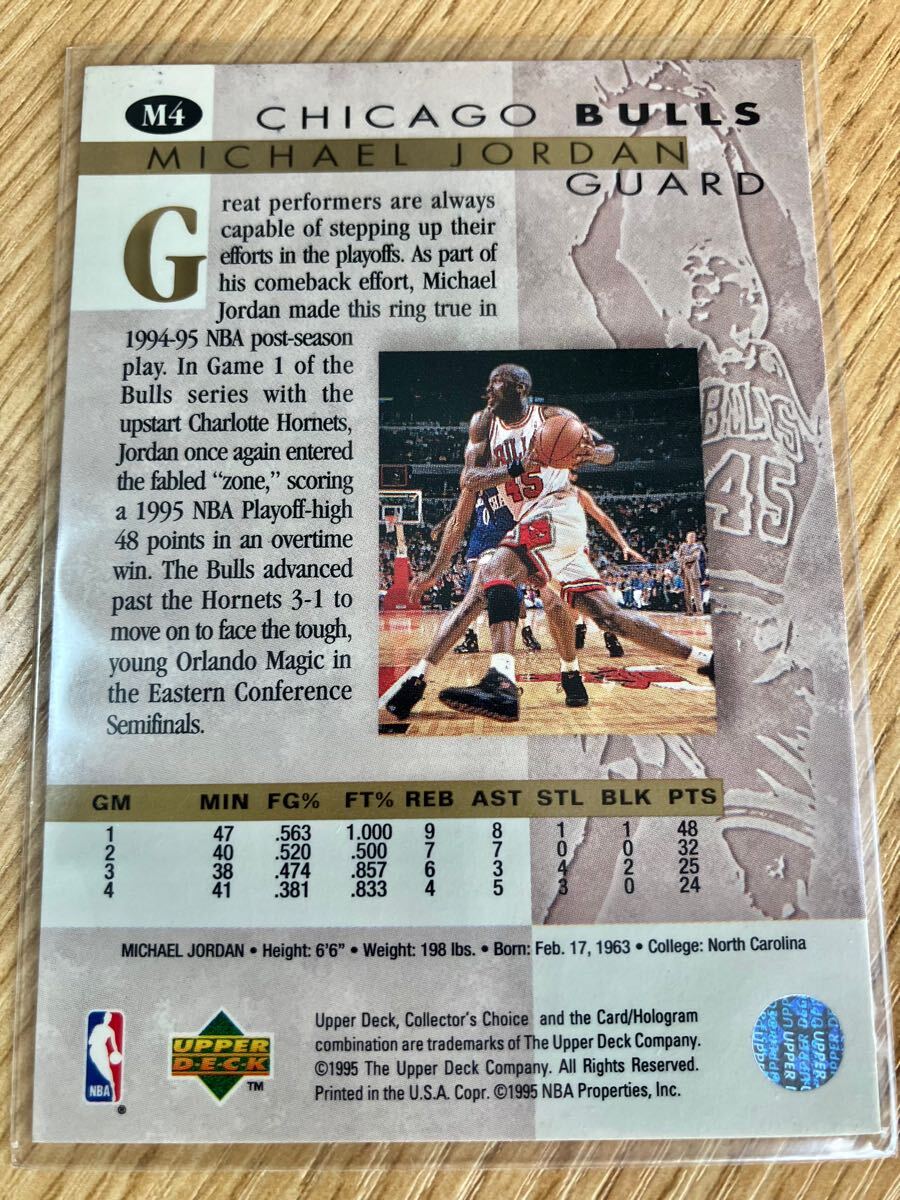 M4
CHICAGO BULLS
MICHAEL JORDAN
GUARD
Great performers are always
capable of stepping up their
efforts in the playoffs. As part of
his comeback effort, Michael
Jordan made this ring true in
1994-95 NBA post-season
play. In Game 1 of the
Bulls series with the
upstart Charlotte Hornets,
Jordan once again entered
the fabled “zone,” scoring
a 1995 NBA Playoff-high
48 points in an overtime
win. The Bulls advanced
past the Hornets 3-1 to
move on to face the tough,
young Orlando Magic in
the Eastern Conference
Semifinals.
BULLS
45
BULLS
45
GM MIN FG% FT% REB AST STL BLK PTS
1 47 .563 1.000 9 8 1 1 48
2 40 .520 .500 7 7 0 0 32
3 38 .474 .857 6 3 4 2 25
4 41 .381 .833 4 5 3 0 24
MICHAEL JORDAN • Height: 6'6" • Weight: 198 lbs. • Born: Feb. 17, 1963 • College: North Carolina
NBA ®
UPPER
DECK ™
Upper Deck, Collector's Choice and the Card/Hologram
combination are trademarks of The Upper Deck Company.
©1995 The Upper Deck Company. All Rights Reserved.
Printed in the U.S.A. Copr. ©1995 NBA Properties, Inc.
UPPER